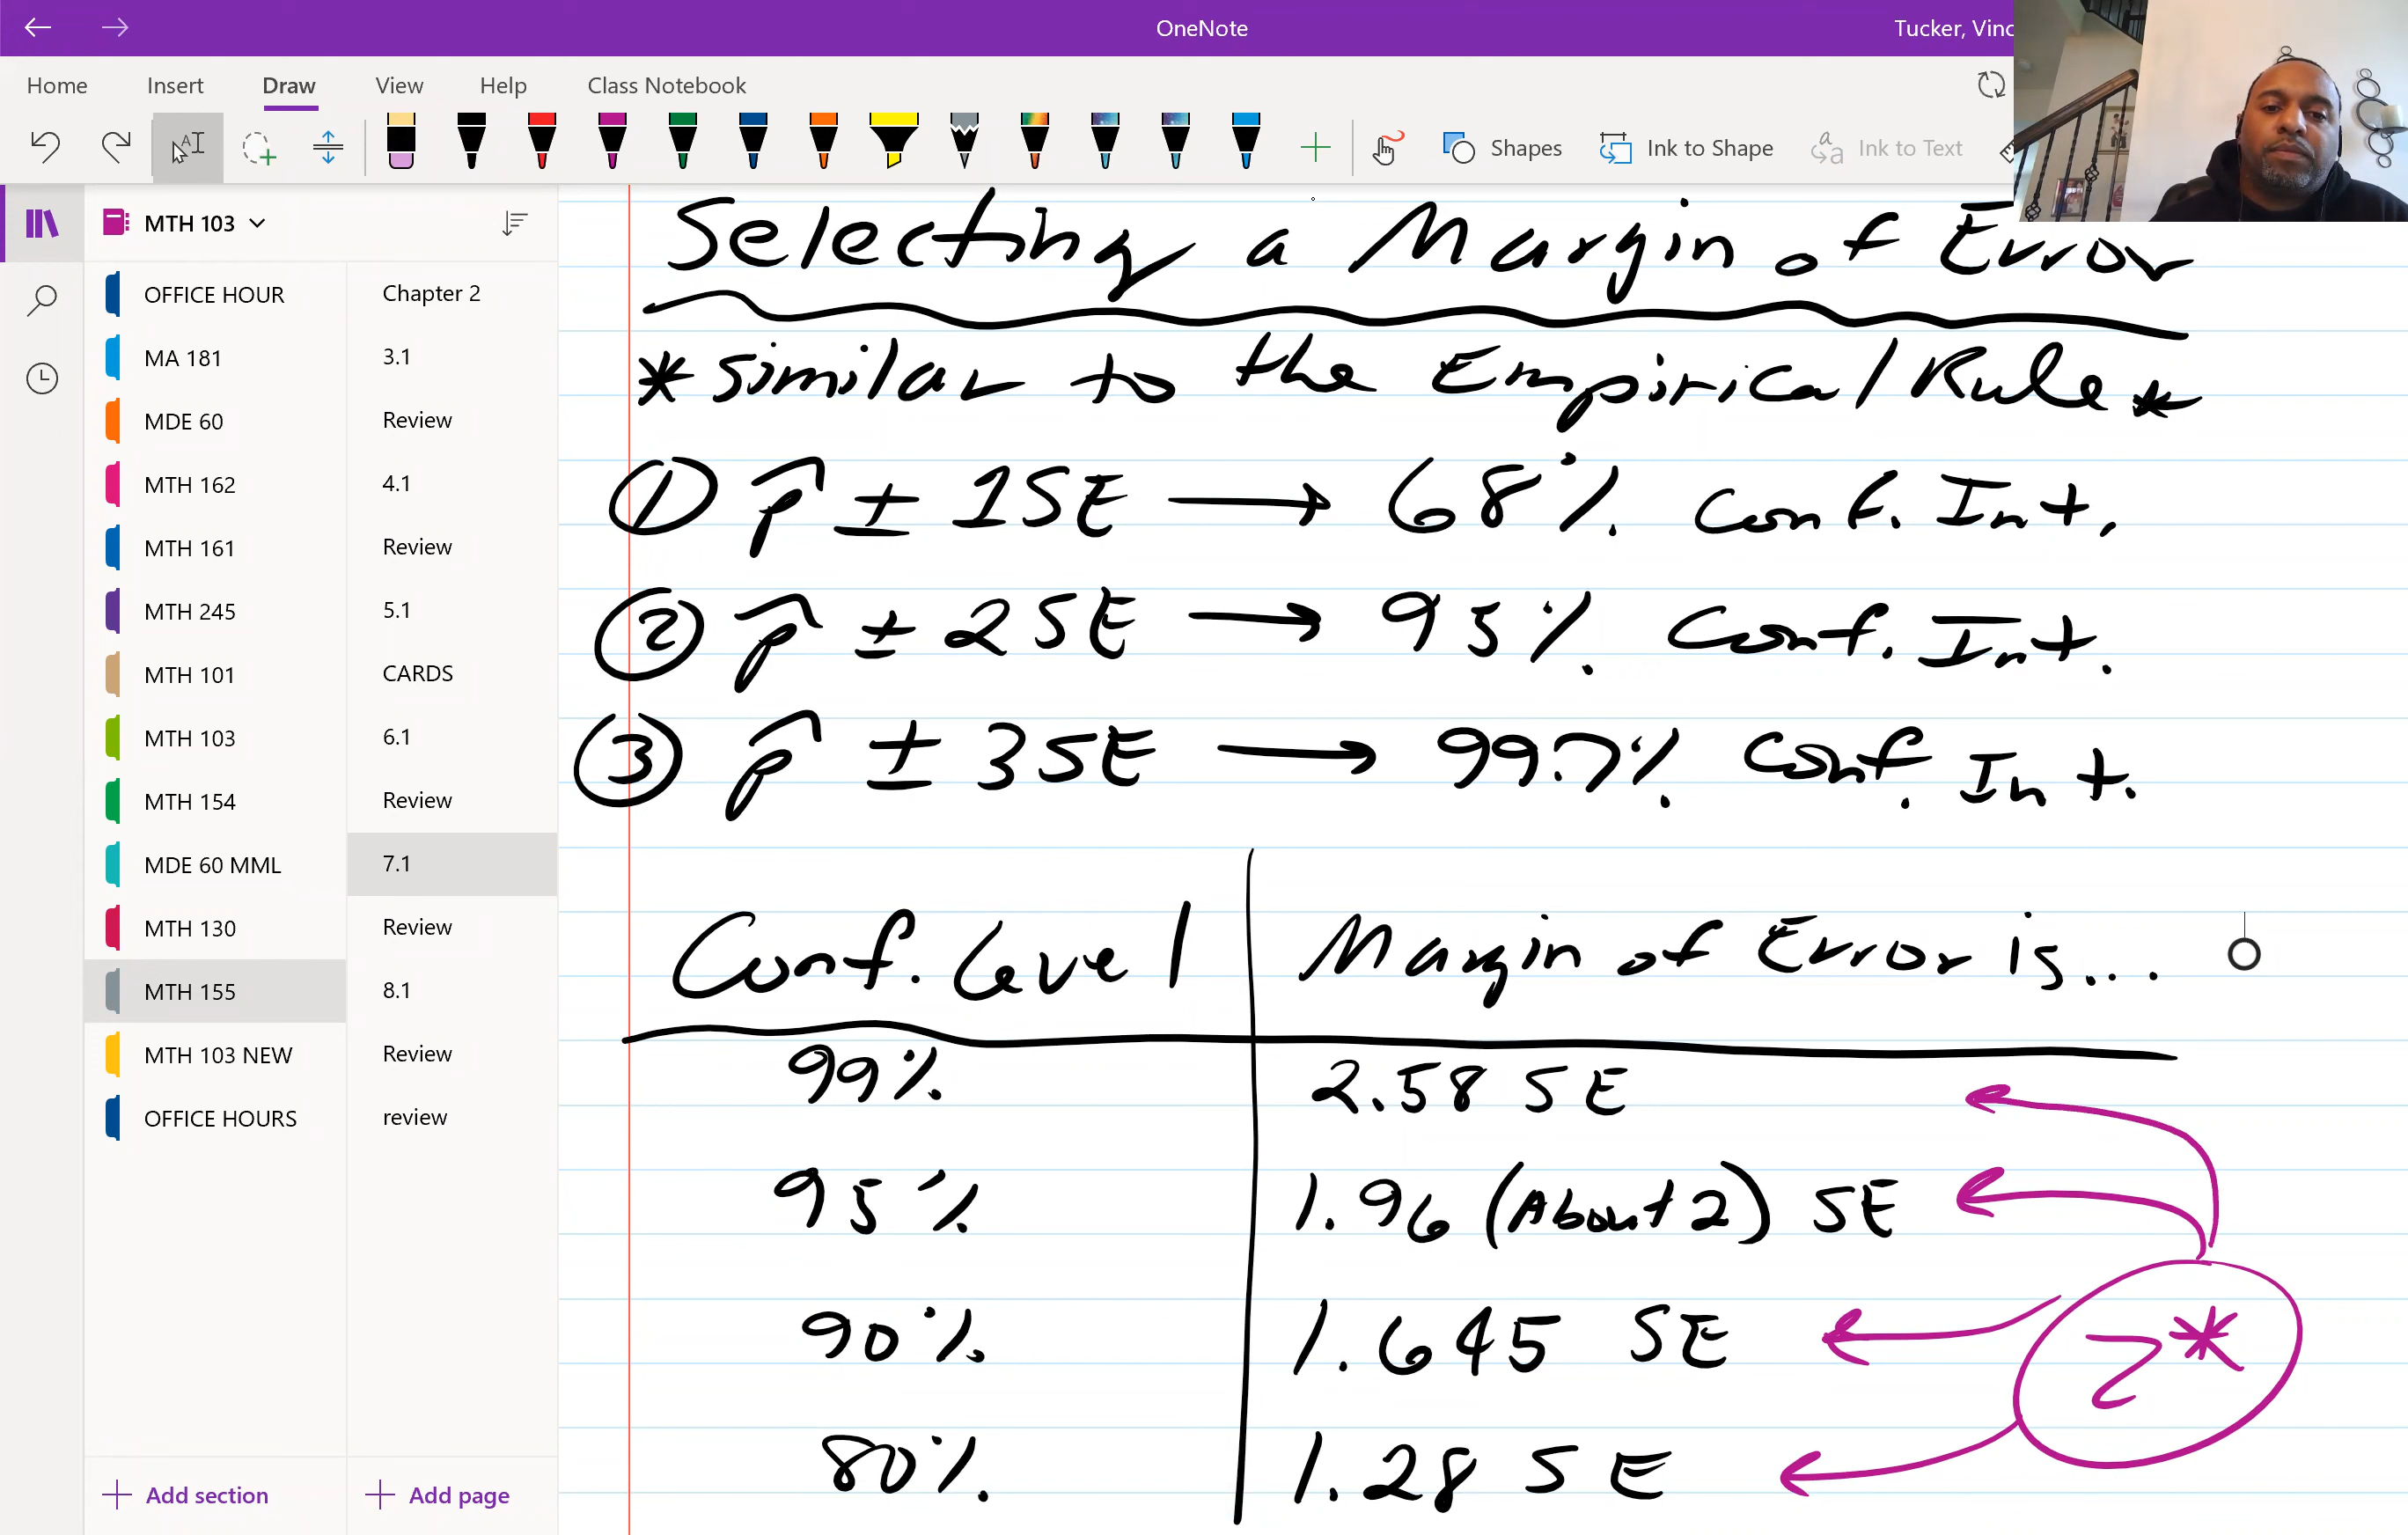 OneNote
Tucker, Vinc
Home Insert Draw View Help Class Notebook
Shapes Ink to Shape Ink to Text
MTH 103
OFFICE HOUR
MA 181
MDE 60
MTH 162
MTH 161
MTH 245
MTH 101
MTH 103
MTH 154
MDE 60 MML
MTH 130
MTH 155
MTH 103 NEW
OFFICE HOURS
+ Add section
Chapter 2
3.1
Review
4.1
Review
5.1
CARDS
6.1
Review
7.1
Review
8.1
Review
review
+ Add page
Selecting a Margin of Error
* similar to the Empirical Rule *
① p̂ ± 1SE → 68% Conf. Int.
② p̂ ± 2SE → 95% Conf. Int.
③ p̂ ± 3SE → 99.7% Conf. Int.
Conf. Level Margin of Error is...
99% 2.58 SE
95% 1.96 (About 2) SE
90% 1.645 SE
z*
80% 1.28 SE